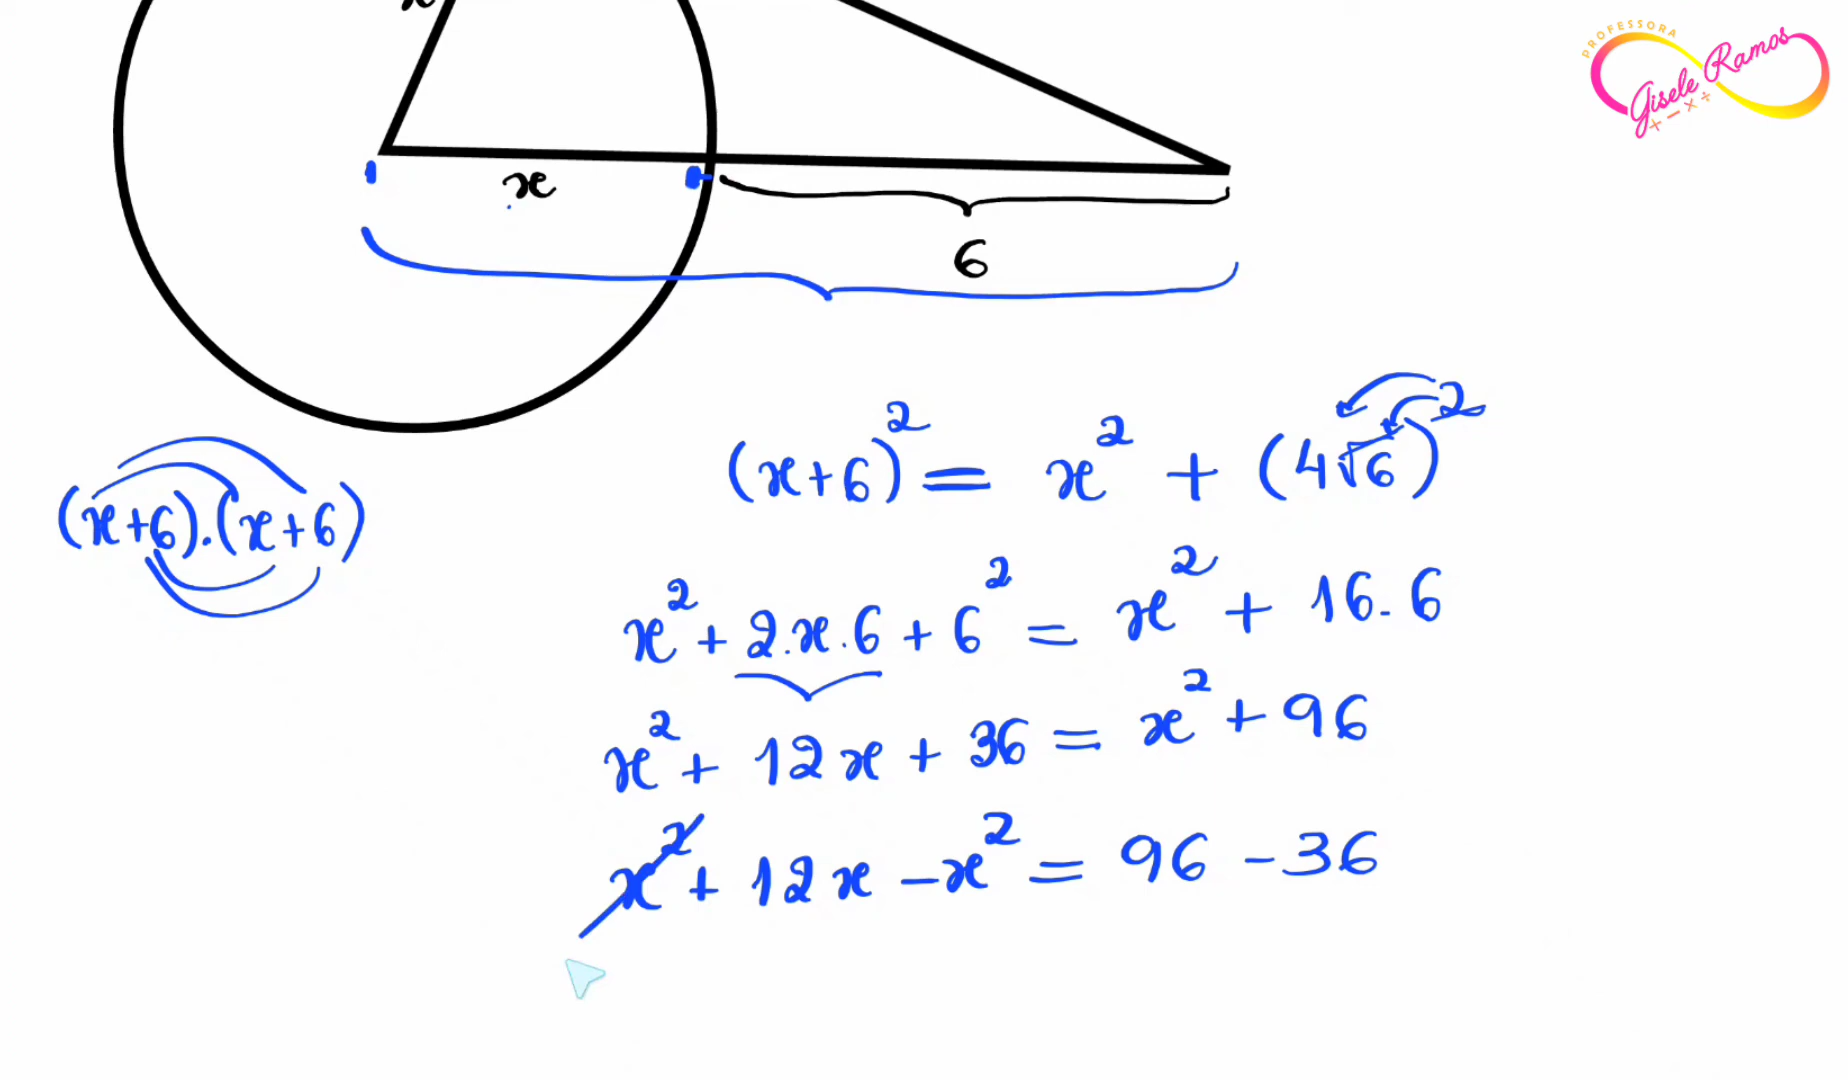 x
PROFESSORA
Gisele Ramos
+ − × ÷
x
6
(x+6)² = x² + (4√6)²
(x+6).(x+6)
x² + 2.x.6 + 6² = x² + 16.6
x² + 12x + 36 = x² + 96
x² + 12x − x² = 96 − 36